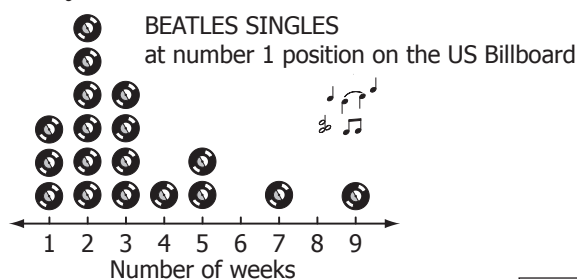 BEATLES SINGLES
at number 1 position on the US Billboard
1 2 3 4 5 6 7 8 9
Number of weeks